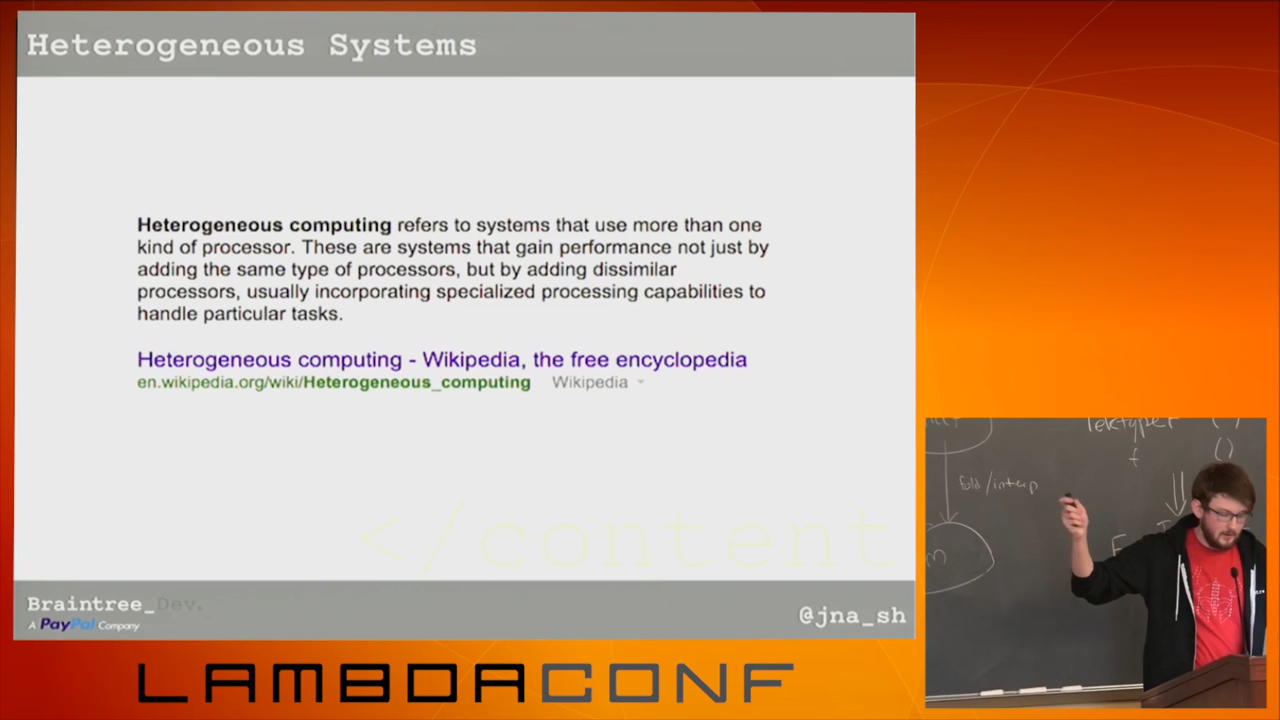 Heterogeneous Systems
Heterogeneous computing refers to systems that use more than one
kind of processor. These are systems that gain performance not just by
adding the same type of processors, but by adding dissimilar
processors, usually incorporating specialized processing capabilities to
handle particular tasks.
Heterogeneous computing - Wikipedia, the free encyclopedia
en.wikipedia.org/wiki/Heterogeneous_computing Wikipedia
</content
Braintree_Dev.
A PayPal Company
@jna_sh
LAMBDACONF
fold/interp
m
f
()
F